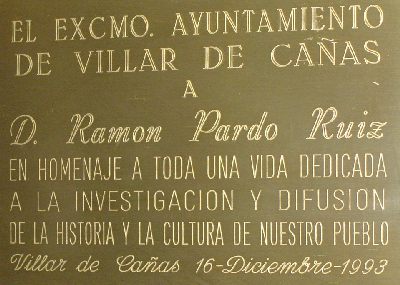 EL EXCMO. AYUNTAMIENTO
DE VILLAR DE CAÑAS
A
D. Ramon Pardo Ruiz
EN HOMENAJE A TODA UNA VIDA DEDICADA
A LA INVESTIGACION Y DIFUSION
DE LA HISTORIA Y LA CULTURA DE NUESTRO PUEBLO
Villar de Cañas 16-Diciembre-1993